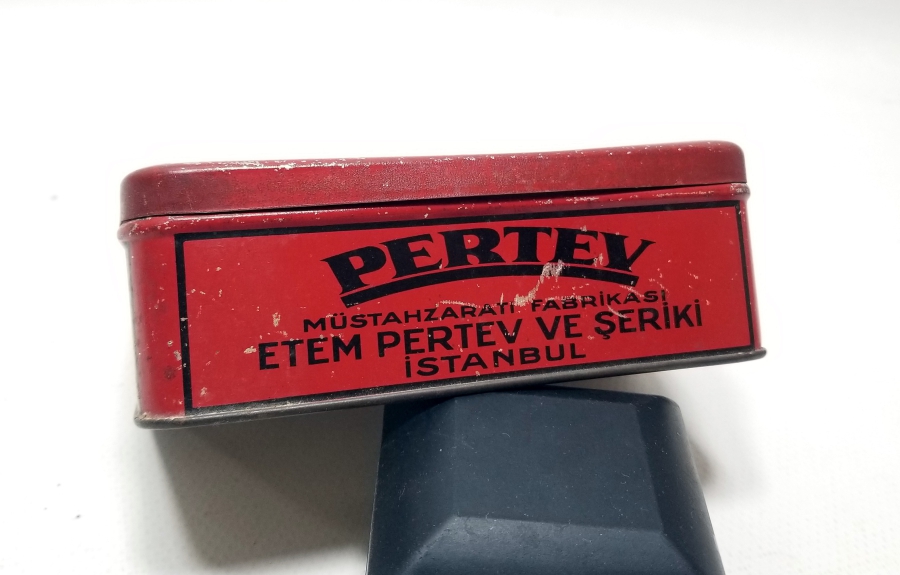 PERTEV
MÜSTAHZARATI FABRİKASİ
ETEM PERTEV VE ŞERİKİ
İSTANBUL